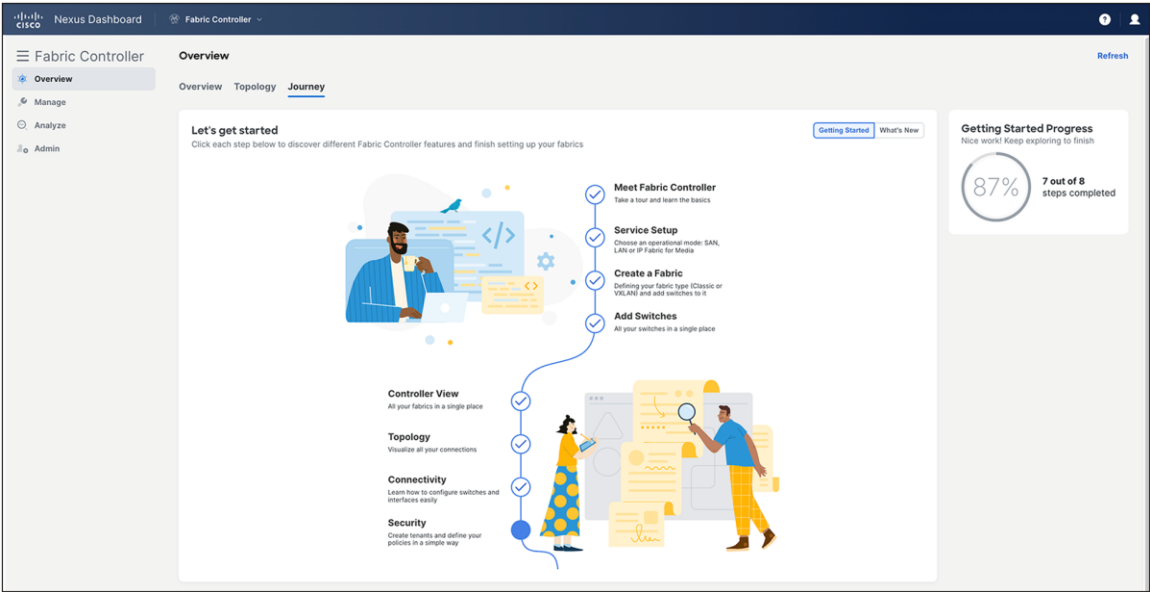 CISCO Nexus Dashboard Fabric Controller
Fabric Controller
Overview
Manage
Analyze
Admin
Overview
Refresh
Overview Topology Journey
Let's get started
Click each step below to discover different Fabric Controller features and finish setting up your fabrics
Getting Started What's New
Meet Fabric Controller
Take a tour and learn the basics
Service Setup
Choose an operational mode: SAN,
LAN or IP Fabric for Media
Create a Fabric
Defining your fabric type (Classic or
VXLAN) and add switches to it
Add Switches
All your switches in a single place
Controller View
All your fabrics in a single place
Topology
Visualize all your connections
Connectivity
Learn how to configure switches and
interfaces easily
Security
Create tenants and define your
policies in a simple way
Getting Started Progress
Nice work! Keep exploring to finish
87%
7 out of 8
steps completed